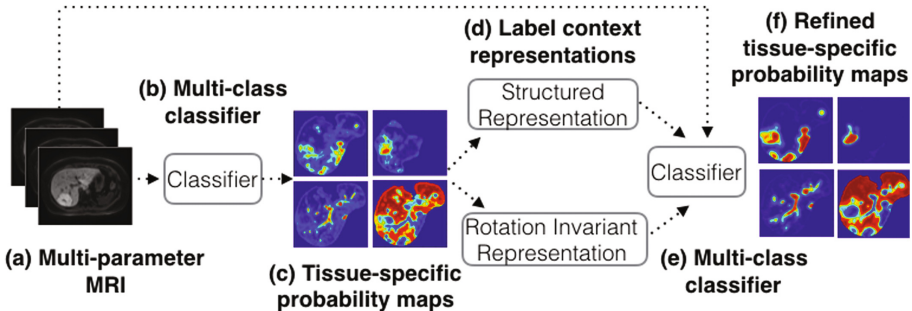 (a) Multi-parameter
MRI
(b) Multi-class
classifier
Classifier
(c) Tissue-specific
probability maps
(d) Label context
representations
Structured
Representation
Rotation Invariant
Representation
Classifier
(e) Multi-class
classifier
(f) Refined
tissue-specific
probability maps